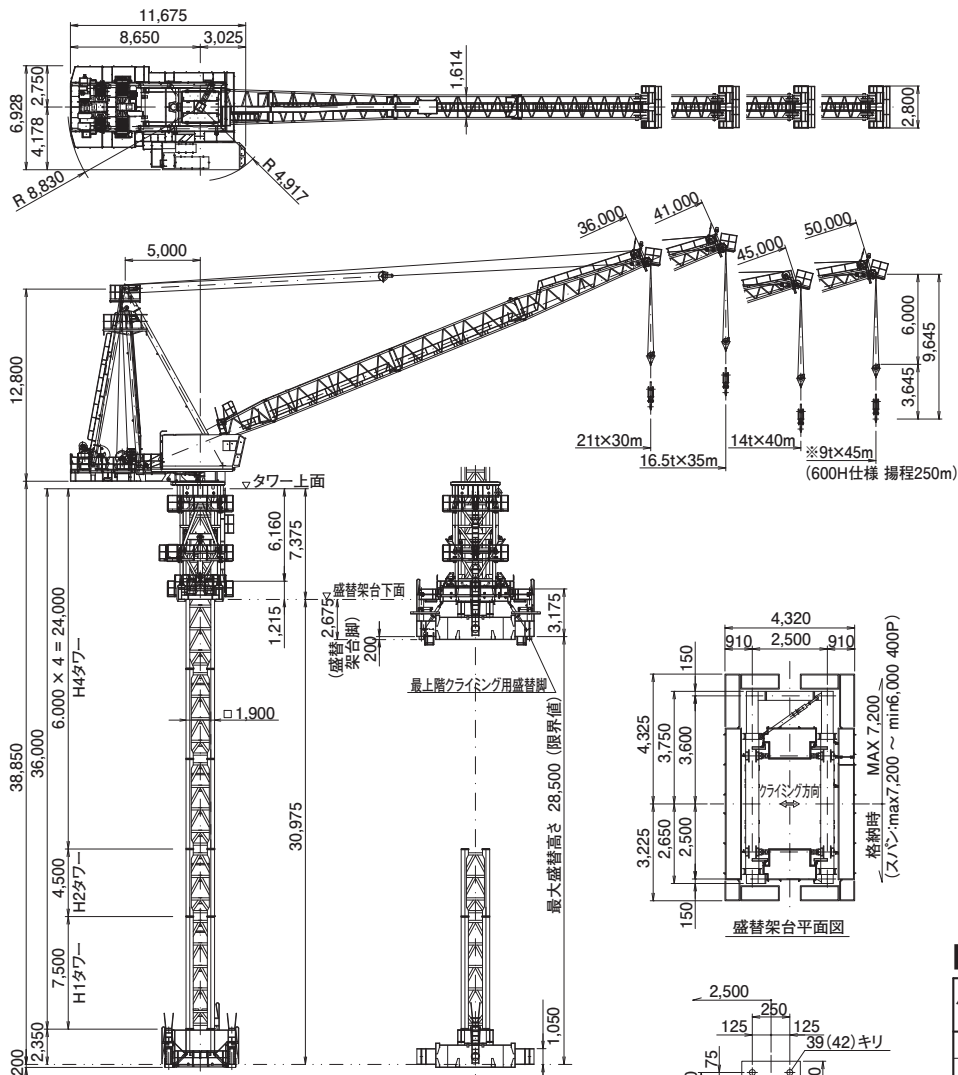 11,675
8,650
3,025
6,928
2,750
4,178
1,614
2,800
R 8,830
R 4,917
36,000
41,000
45,000
50,000
5,000
12,800
6,000
9,645
3,645
21t×30m
16.5t×35m
14t×40m
※9t×45m
(600H仕様 揚程250m)
▽タワー上面
6,160
7,375
1,215
▽盛替架台下面
2,675
(盛替架台脚)
200
3,175
最上階クライミング用盛替脚
38,850
36,000
6.000 × 4 = 24,000
H4タワー
□1,900
30,975
最大盛替高さ 28,500 (限界値)
4,500
H2タワー
7,500
H1タワー
2,350
200
1,050
4,320
910
2,500
910
150
4,325
3,750
3,600
クライミング方向
3,225
2,650
2,500
150
格納時 MAX 7,200
(スパン:max7,200 ~ min6,000 400P)
盛替架台平面図
2,500
250
125
125
39(42)キリ
75